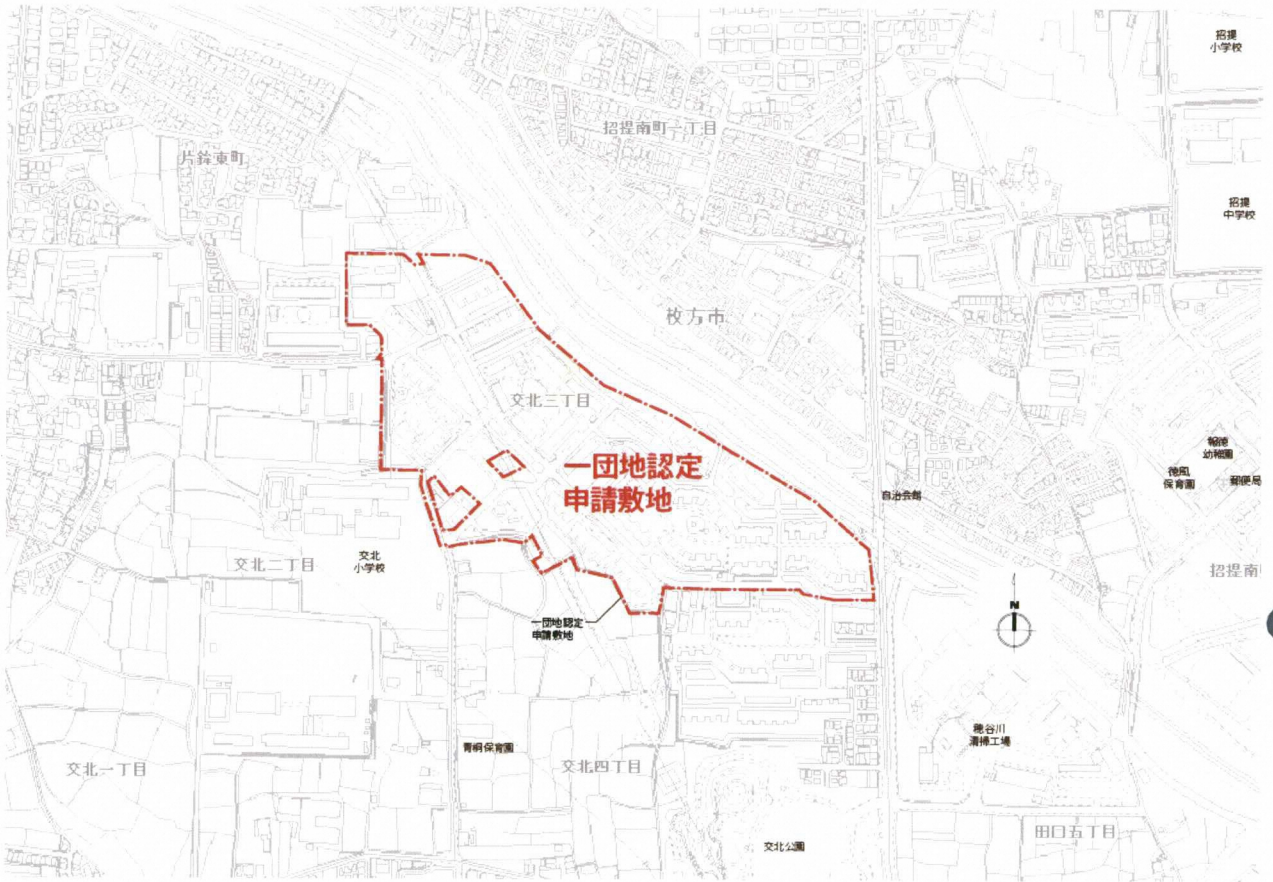 招提
小学校
招提南町一丁目
片鉾東町
招提
中学校
枚方市
交北三丁目
一団地認定
申請敷地
報徳
幼稚園
徳風
保育園
郵便局
自治会館
交北二丁目
交北
小学校
招提南
N
一団地認定
申請敷地
穂谷川
清掃工場
青桐保育園
交北一丁目
交北四丁目
田口五丁目
交北公園